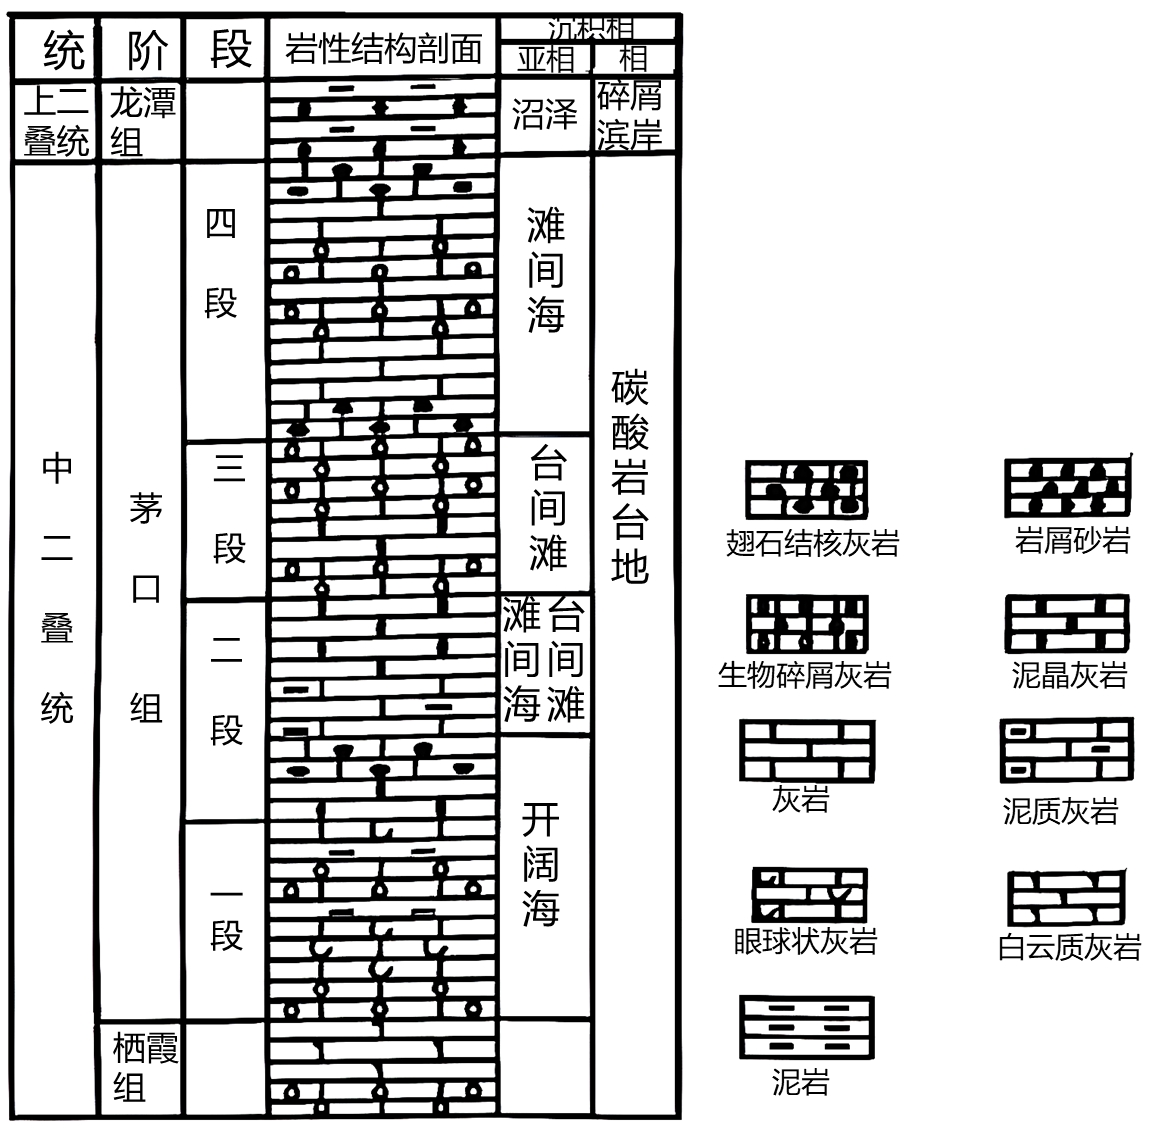 统 阶 段 岩性结构剖面 沉积相
亚相 相
上二叠统
龙潭组
沼泽
碎屑滨岸
中二叠统
茅口组
四段
滩间海
碳酸岩台地
三段
台间滩
二段
滩间海
台间滩
一段
开阔海
栖霞组
翅石结核灰岩
岩屑砂岩
生物碎屑灰岩
泥晶灰岩
灰岩
泥质灰岩
眼球状灰岩
白云质灰岩
泥岩